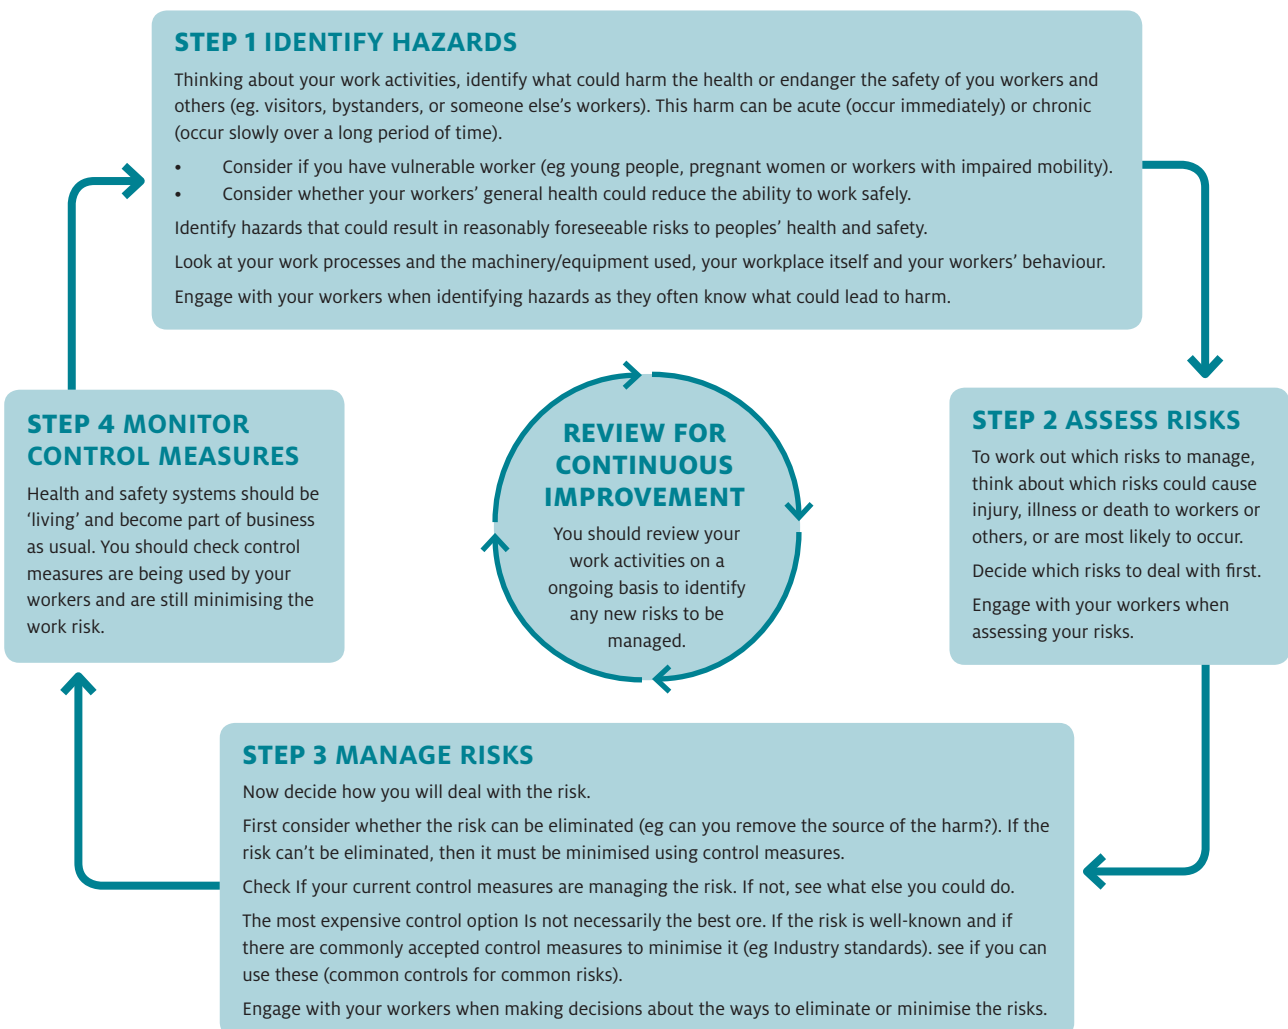 STEP 1 IDENTIFY HAZARDS
Thinking about your work activities, identify what could harm the health or endanger the safety of you workers and
others (eg. visitors, bystanders, or someone else's workers). This harm can be acute (occur immediately) or chronic
(occur slowly over a long period of time).
• Consider if you have vulnerable worker (eg young people, pregnant women or workers with impaired mobility).
• Consider whether your workers' general health could reduce the ability to work safely.
Identify hazards that could result in reasonably foreseeable risks to peoples' health and safety.
Look at your work processes and the machinery/equipment used, your workplace itself and your workers' behaviour.
Engage with your workers when identifying hazards as they often know what could lead to harm.
STEP 2 ASSESS RISKS
To work out which risks to manage,
think about which risks could cause
injury, illness or death to workers or
others, or are most likely to occur.
Decide which risks to deal with first.
Engage with your workers when
assessing your risks.
STEP 3 MANAGE RISKS
Now decide how you will deal with the risk.
First consider whether the risk can be eliminated (eg can you remove the source of the harm?). If the
risk can't be eliminated, then it must be minimised using control measures.
Check If your current control measures are managing the risk. If not, see what else you could do.
The most expensive control option Is not necessarily the best ore. If the risk is well-known and if
there are commonly accepted control measures to minimise it (eg Industry standards). see if you can
use these (common controls for common risks).
Engage with your workers when making decisions about the ways to eliminate or minimise the risks.
STEP 4 MONITOR
CONTROL MEASURES
Health and safety systems should be
'living' and become part of business
as usual. You should check control
measures are being used by your
workers and are still minimising the
work risk.
REVIEW FOR
CONTINUOUS
IMPROVEMENT
You should review your
work activities on a
ongoing basis to identify
any new risks to be
managed.